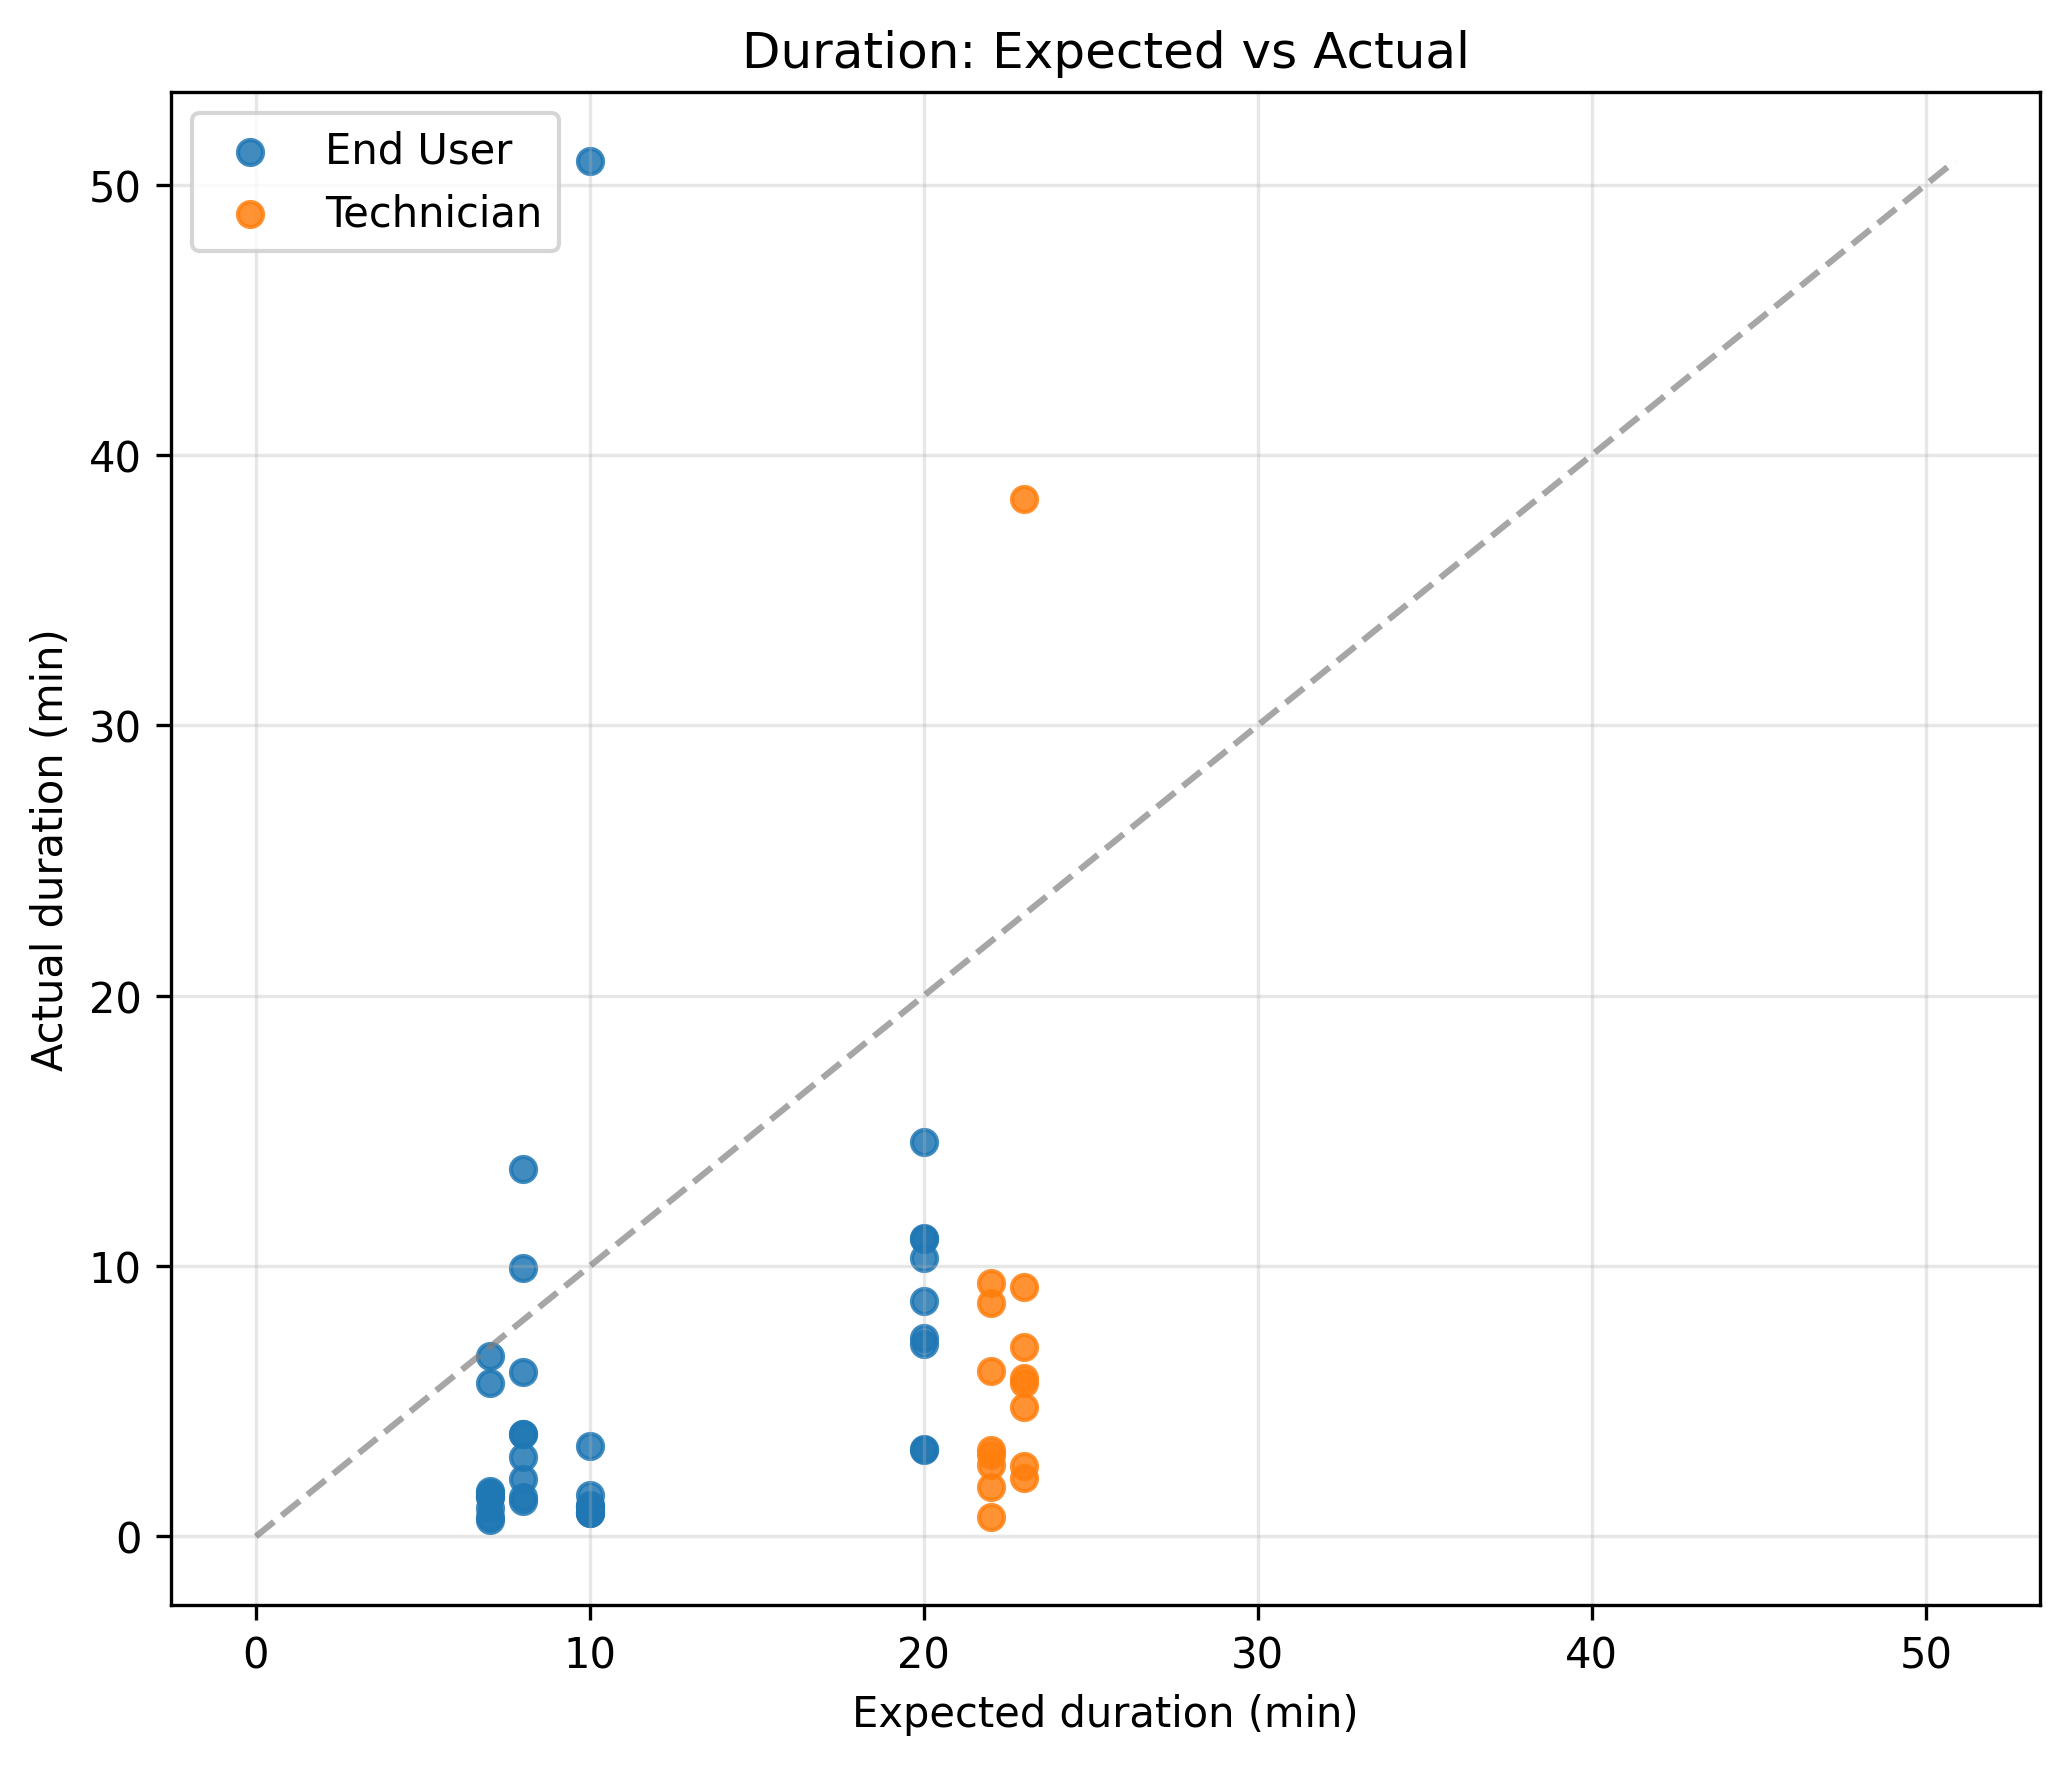 Duration: Expected vs Actual
End User
Technician
50
40
30
20
10
0
Actual duration (min)
0 10 20 30 40 50
Expected duration (min)